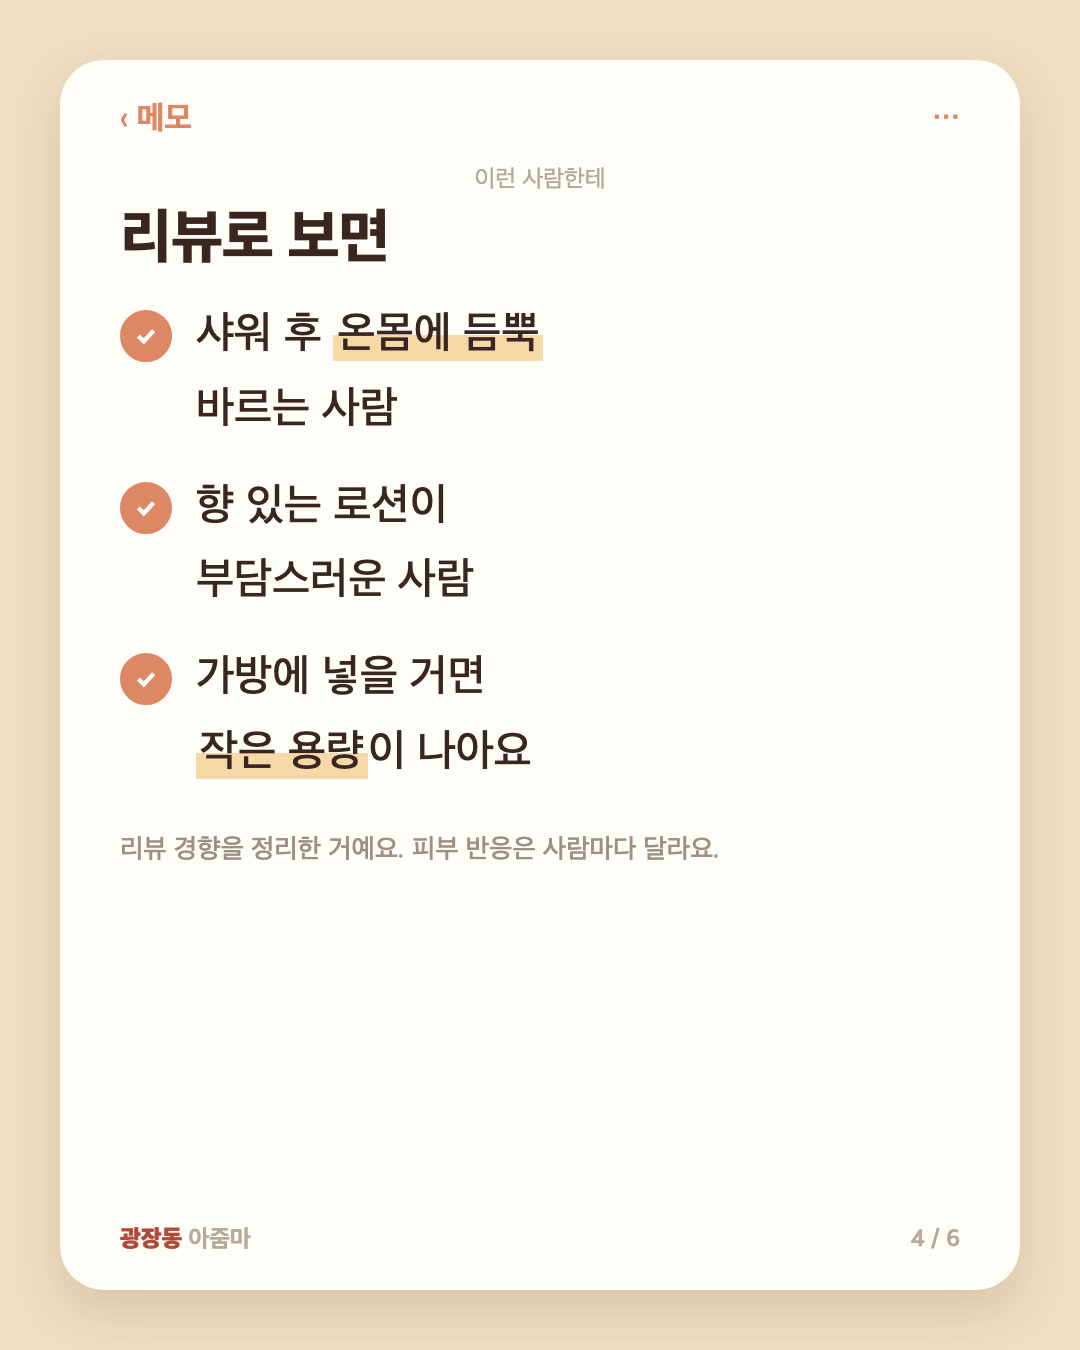 ‹ 메모
···
이런 사람한테
리뷰로 보면
샤워 후 온몸에 듬뿍
바르는 사람
향 있는 로션이
부담스러운 사람
가방에 넣을 거면
작은 용량이 나아요
리뷰 경향을 정리한 거예요. 피부 반응은 사람마다 달라요.
광장동 아줌마
4 / 6